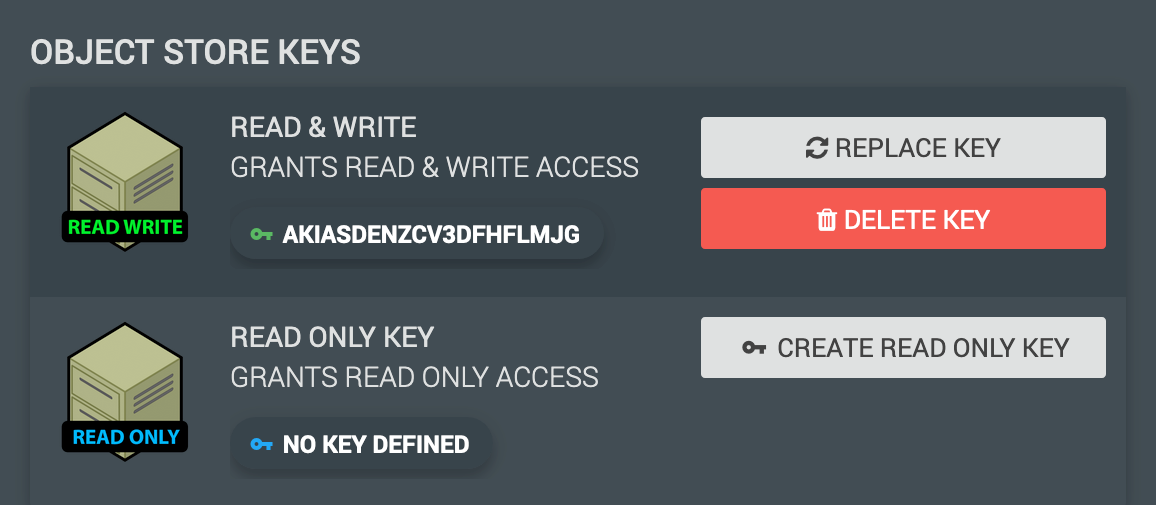 OBJECT STORE KEYS
READ & WRITE
GRANTS READ & WRITE ACCESS
READ WRITE
AKIASDENZCV3DFHFLMJG
REPLACE KEY
DELETE KEY
READ ONLY KEY
GRANTS READ ONLY ACCESS
READ ONLY
NO KEY DEFINED
CREATE READ ONLY KEY